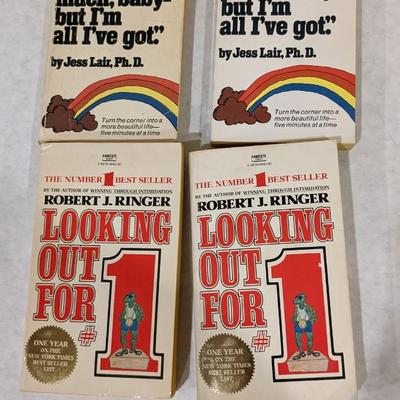 much, baby–
but I'm
all I've got."
by Jess Lair, Ph. D.
Turn the corner into a
more beautiful life—
five minutes at a time
but I'm
all I've got."
by Jess Lair, Ph. D.
Turn the corner into a
more beautiful life—
five minutes at a time
FAWCETT
THE NUMBER 1 BEST SELLER
BY THE AUTHOR OF WINNING THROUGH INTIMIDATION
ROBERT J. RINGER
LOOKING
OUT
FOR
#1
ONE YEAR
ON THE
NEW YORK TIMES
BEST SELLER
LIST
FAWCETT
THE NUMBER 1 BEST SELLER
BY THE AUTHOR OF WINNING THROUGH INTIMIDATION
ROBERT J. RINGER
LOOKING
OUT
FOR
#1
ONE YEAR
ON THE
NEW YORK TIMES
BEST SELLER
LIST